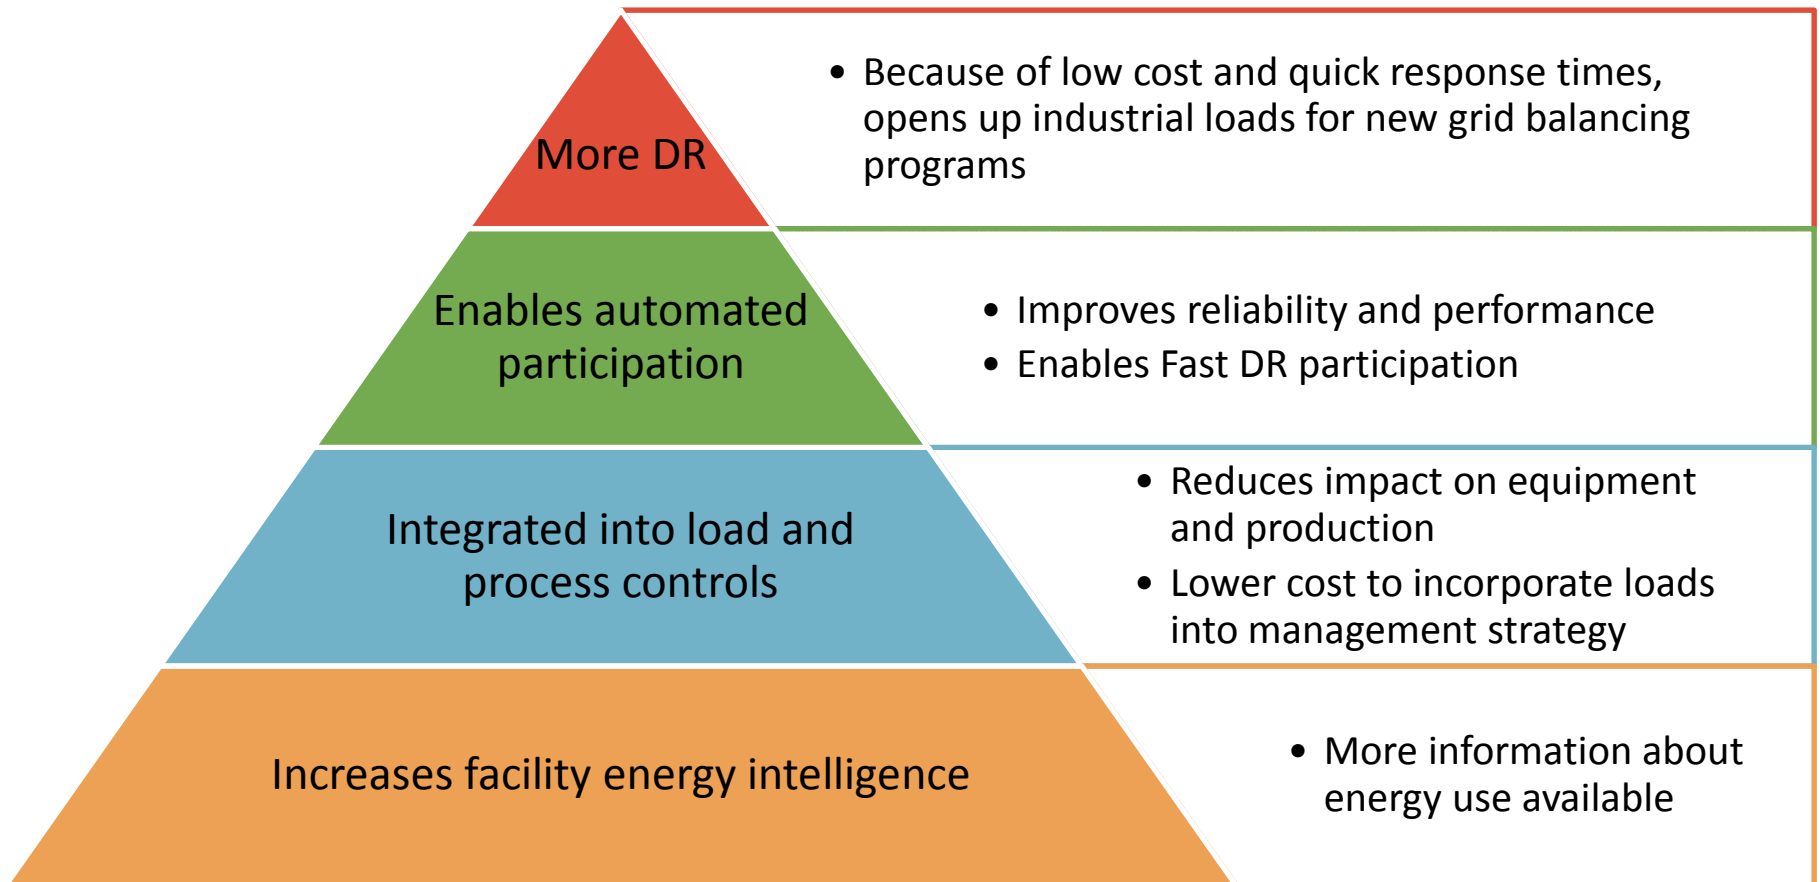 More DR
• Because of low cost and quick response times,
opens up industrial loads for new grid balancing
programs
Enables automated
participation
• Improves reliability and performance
• Enables Fast DR participation
Integrated into load and
process controls
• Reduces impact on equipment
and production
• Lower cost to incorporate loads
into management strategy
Increases facility energy intelligence
• More information about
energy use available